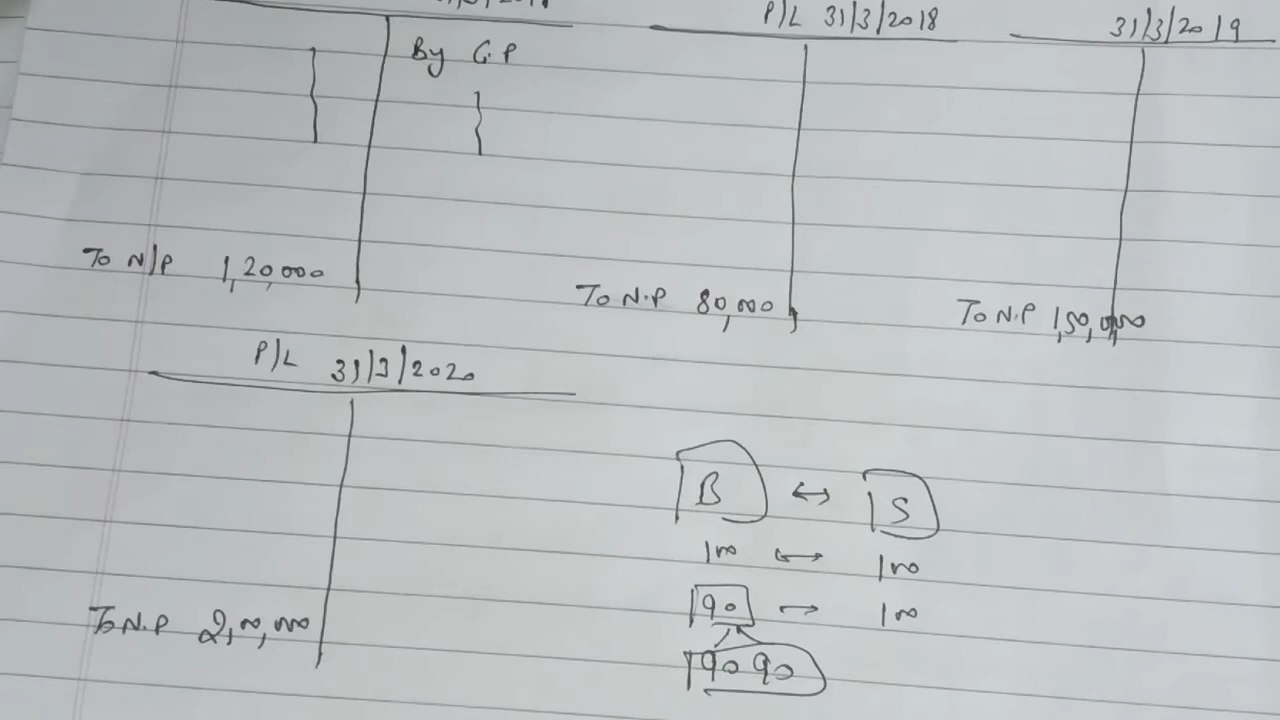 P/L 31/3/2018
31/3/2019
By G.P
To N/P 1,20,000
To N.P 80,000
To N.P 1,50,000
P/L 31/3/2020
B ↔ S
100 ↔ 100
90 → 100
90 90
To N.P 2,00,000